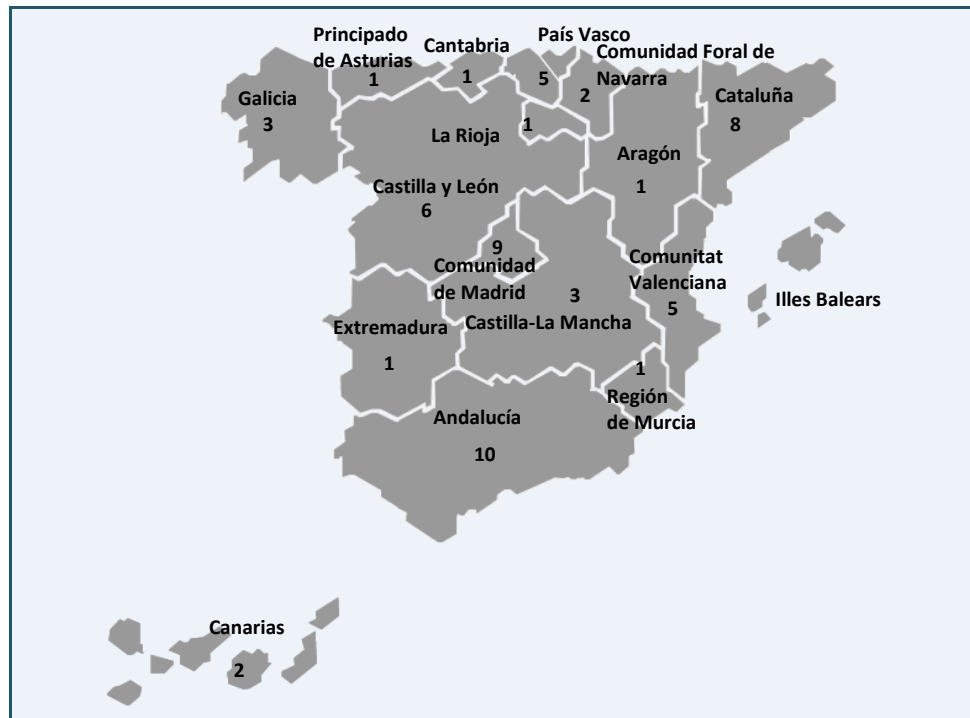 Principado
de Asturias
1
Cantabria
1
País Vasco
5
Comunidad Foral de
Navarra
2
Galicia
3
La Rioja
1
Aragón
1
Cataluña
8
Castilla y León
6
9
Comunidad
de Madrid
Comunitat
Valenciana
5
Illes Balears
3
Castilla-La Mancha
Extremadura
1
1
Región
de Murcia
Andalucía
10
Canarias
2